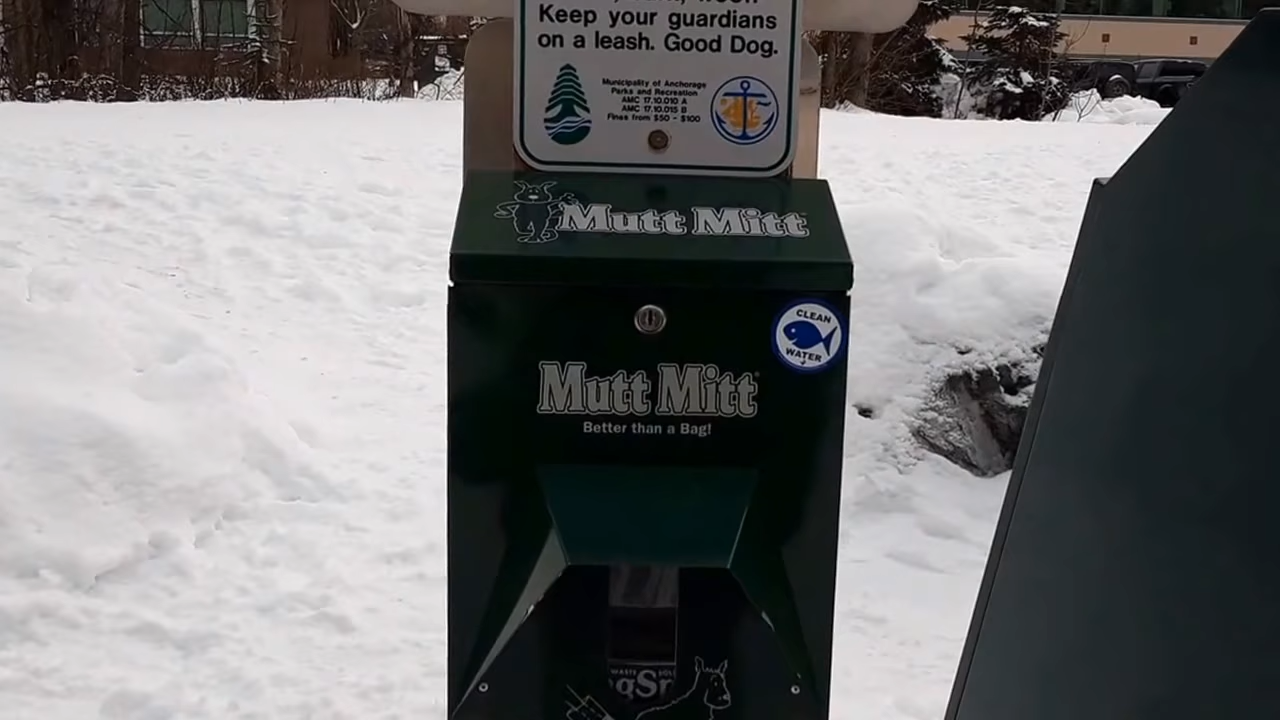 Keep your guardians
on a leash. Good Dog.
Municipality of Anchorage
Parks and Recreation
AMC 17.10.010 A
AMC 17.10.015 B
Fines from $50 - $100
Mutt Mitt
CLEAN
WATER
Mutt Mitt
Better than a Bag!
WASTE